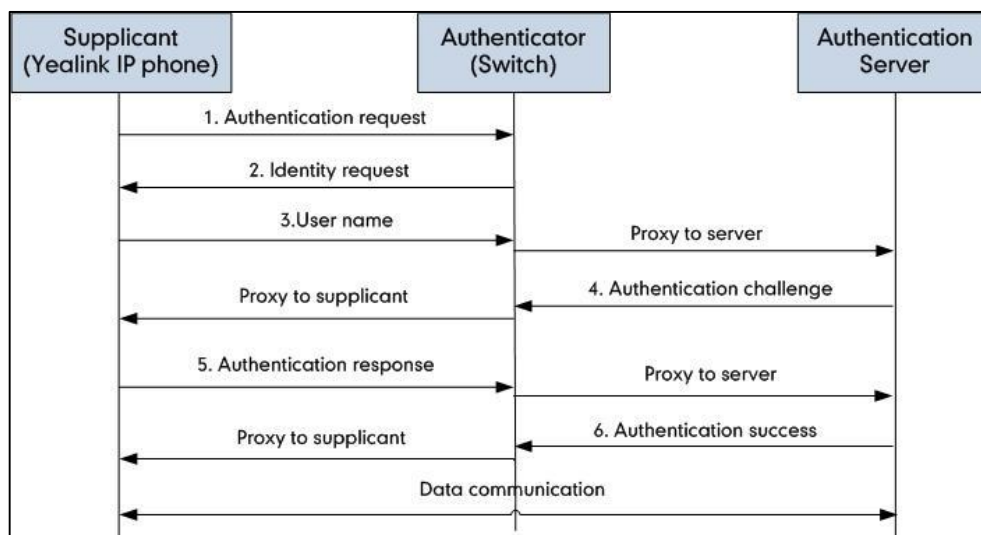 Supplicant
(Yealink IP phone)
Authenticator
(Switch)
Authentication
Server
1. Authentication request
2. Identity request
3.User name
Proxy to server
4. Authentication challenge
Proxy to supplicant
5. Authentication response
Proxy to server
6. Authentication success
Proxy to supplicant
Data communication